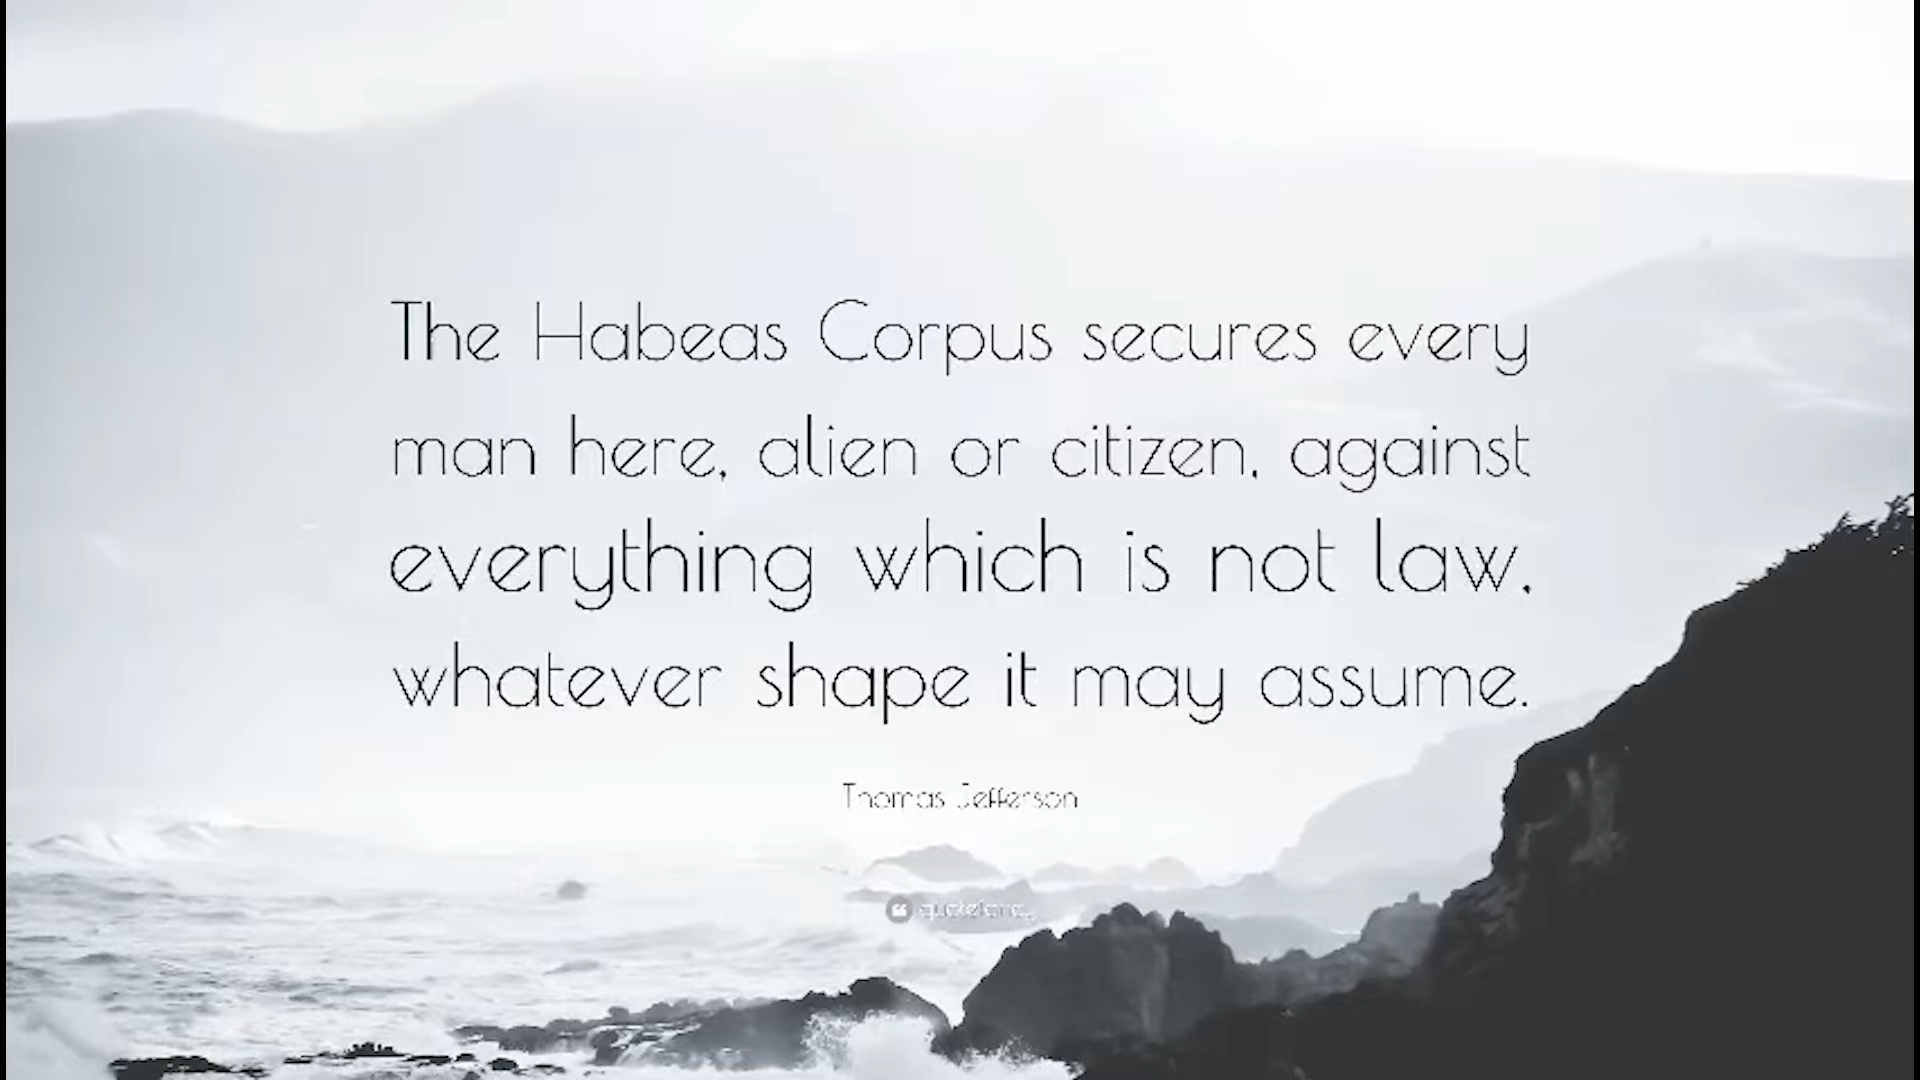 The Habeas Corpus secures every
man here, alien or citizen, against
everything which is not law,
whatever shape it may assume.
Thomas Jefferson
quotefancy